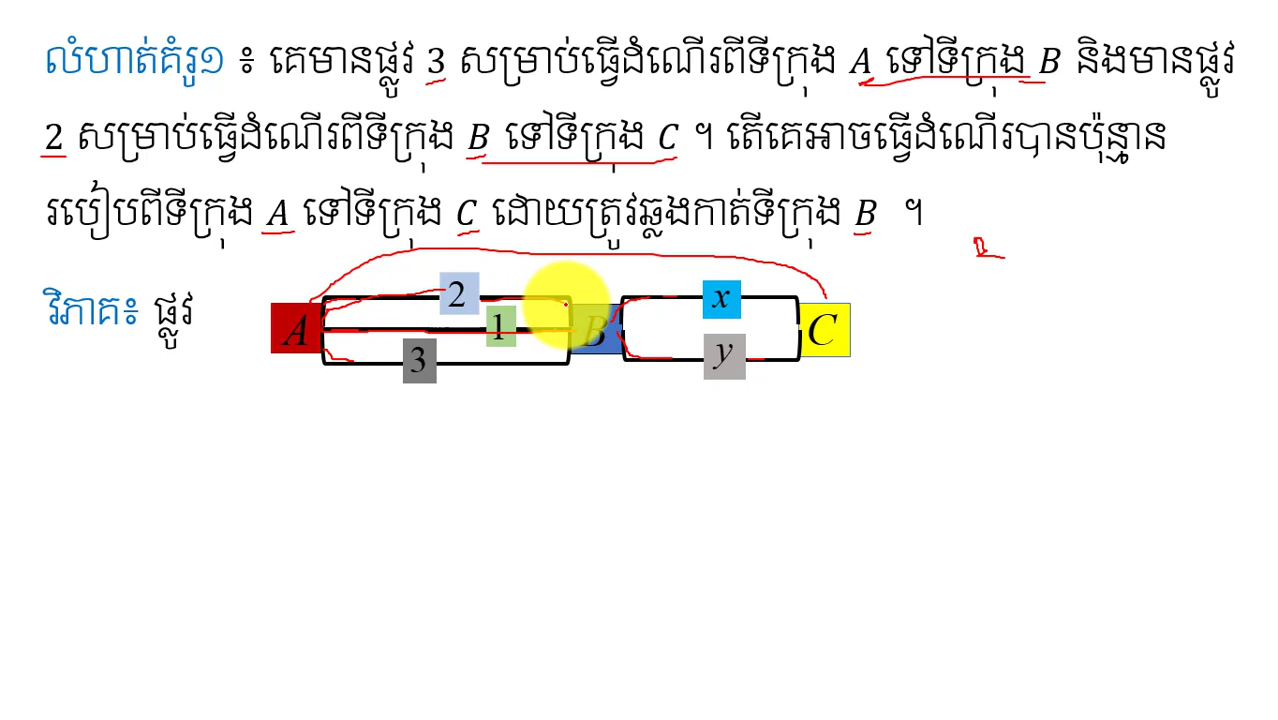 លំហាត់គំរូ១ ៖ គេមានផ្លូវ 3 សម្រាប់ធ្វើដំណើរពីទីក្រុង A ទៅទីក្រុង B និងមានផ្លូវ
2 សម្រាប់ធ្វើដំណើរពីទីក្រុង B ទៅទីក្រុង C ។ តើគេអាចធ្វើដំណើរបានប៉ុន្មាន
របៀបពីទីក្រុង A ទៅទីក្រុង C ដោយត្រូវឆ្លងកាត់ទីក្រុង B ។
វិភាគ៖ ផ្លូវ
A 2 1 3 B x y C